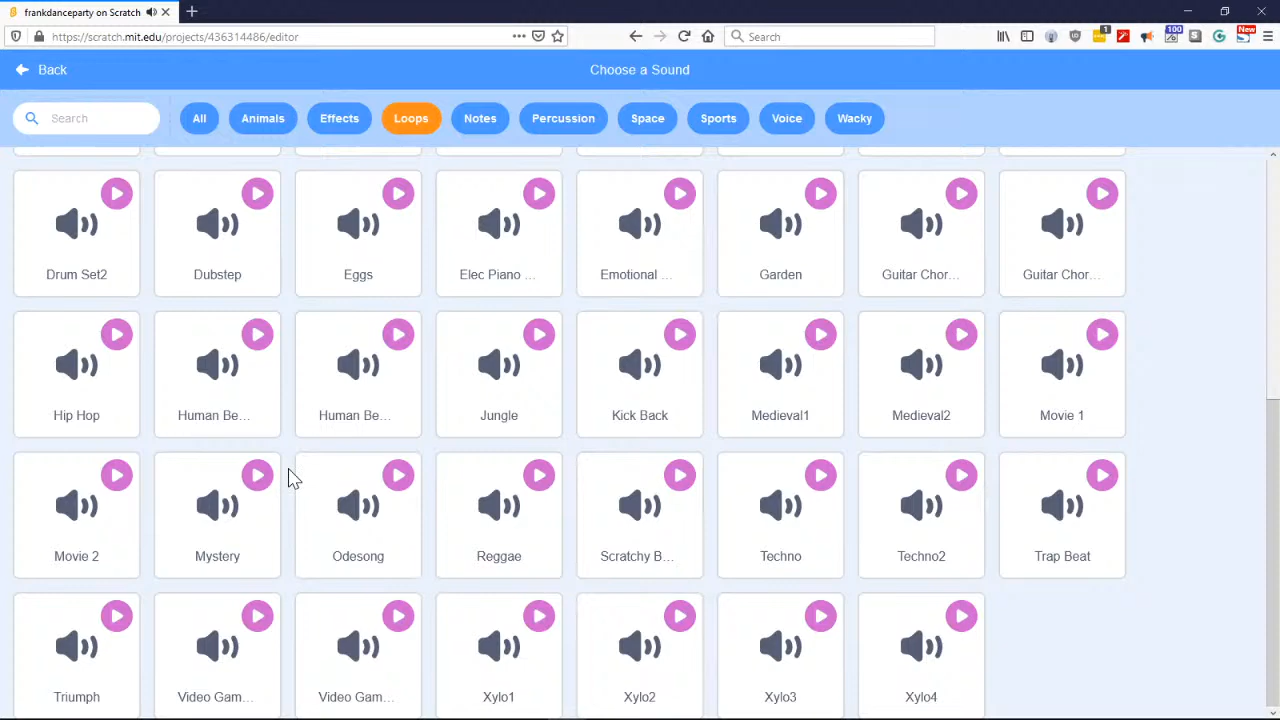 frankdanceparty on Scratch
https://scratch.mit.edu/projects/436314486/editor
Search
1
100
New
Back
Choose a Sound
Search
All
Animals
Effects
Loops
Notes
Percussion
Space
Sports
Voice
Wacky
Drum Set2
Dubstep
Eggs
Elec Piano ...
Emotional ...
Garden
Guitar Chor...
Guitar Chor...
Hip Hop
Human Be...
Human Be...
Jungle
Kick Back
Medieval1
Medieval2
Movie 1
Movie 2
Mystery
Odesong
Reggae
Scratchy B...
Techno
Techno2
Trap Beat
Triumph
Video Gam...
Video Gam...
Xylo1
Xylo2
Xylo3
Xylo4